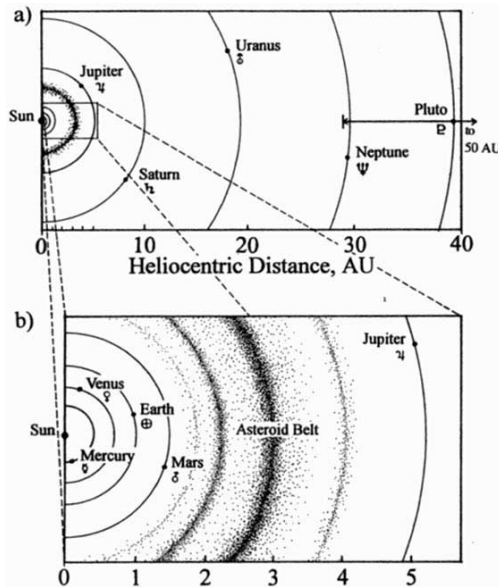 a)
Uranus
♅
Jupiter
♃
Sun
Pluto
♇
to
50 AU
Neptune
♆
Saturn
♄
0 10 20 30 40
Heliocentric Distance, AU
b)
Jupiter
♃
Venus
♀
Earth
⊕
Asteroid Belt
Sun
Mercury
☿
Mars
♂
0 1 2 3 4 5